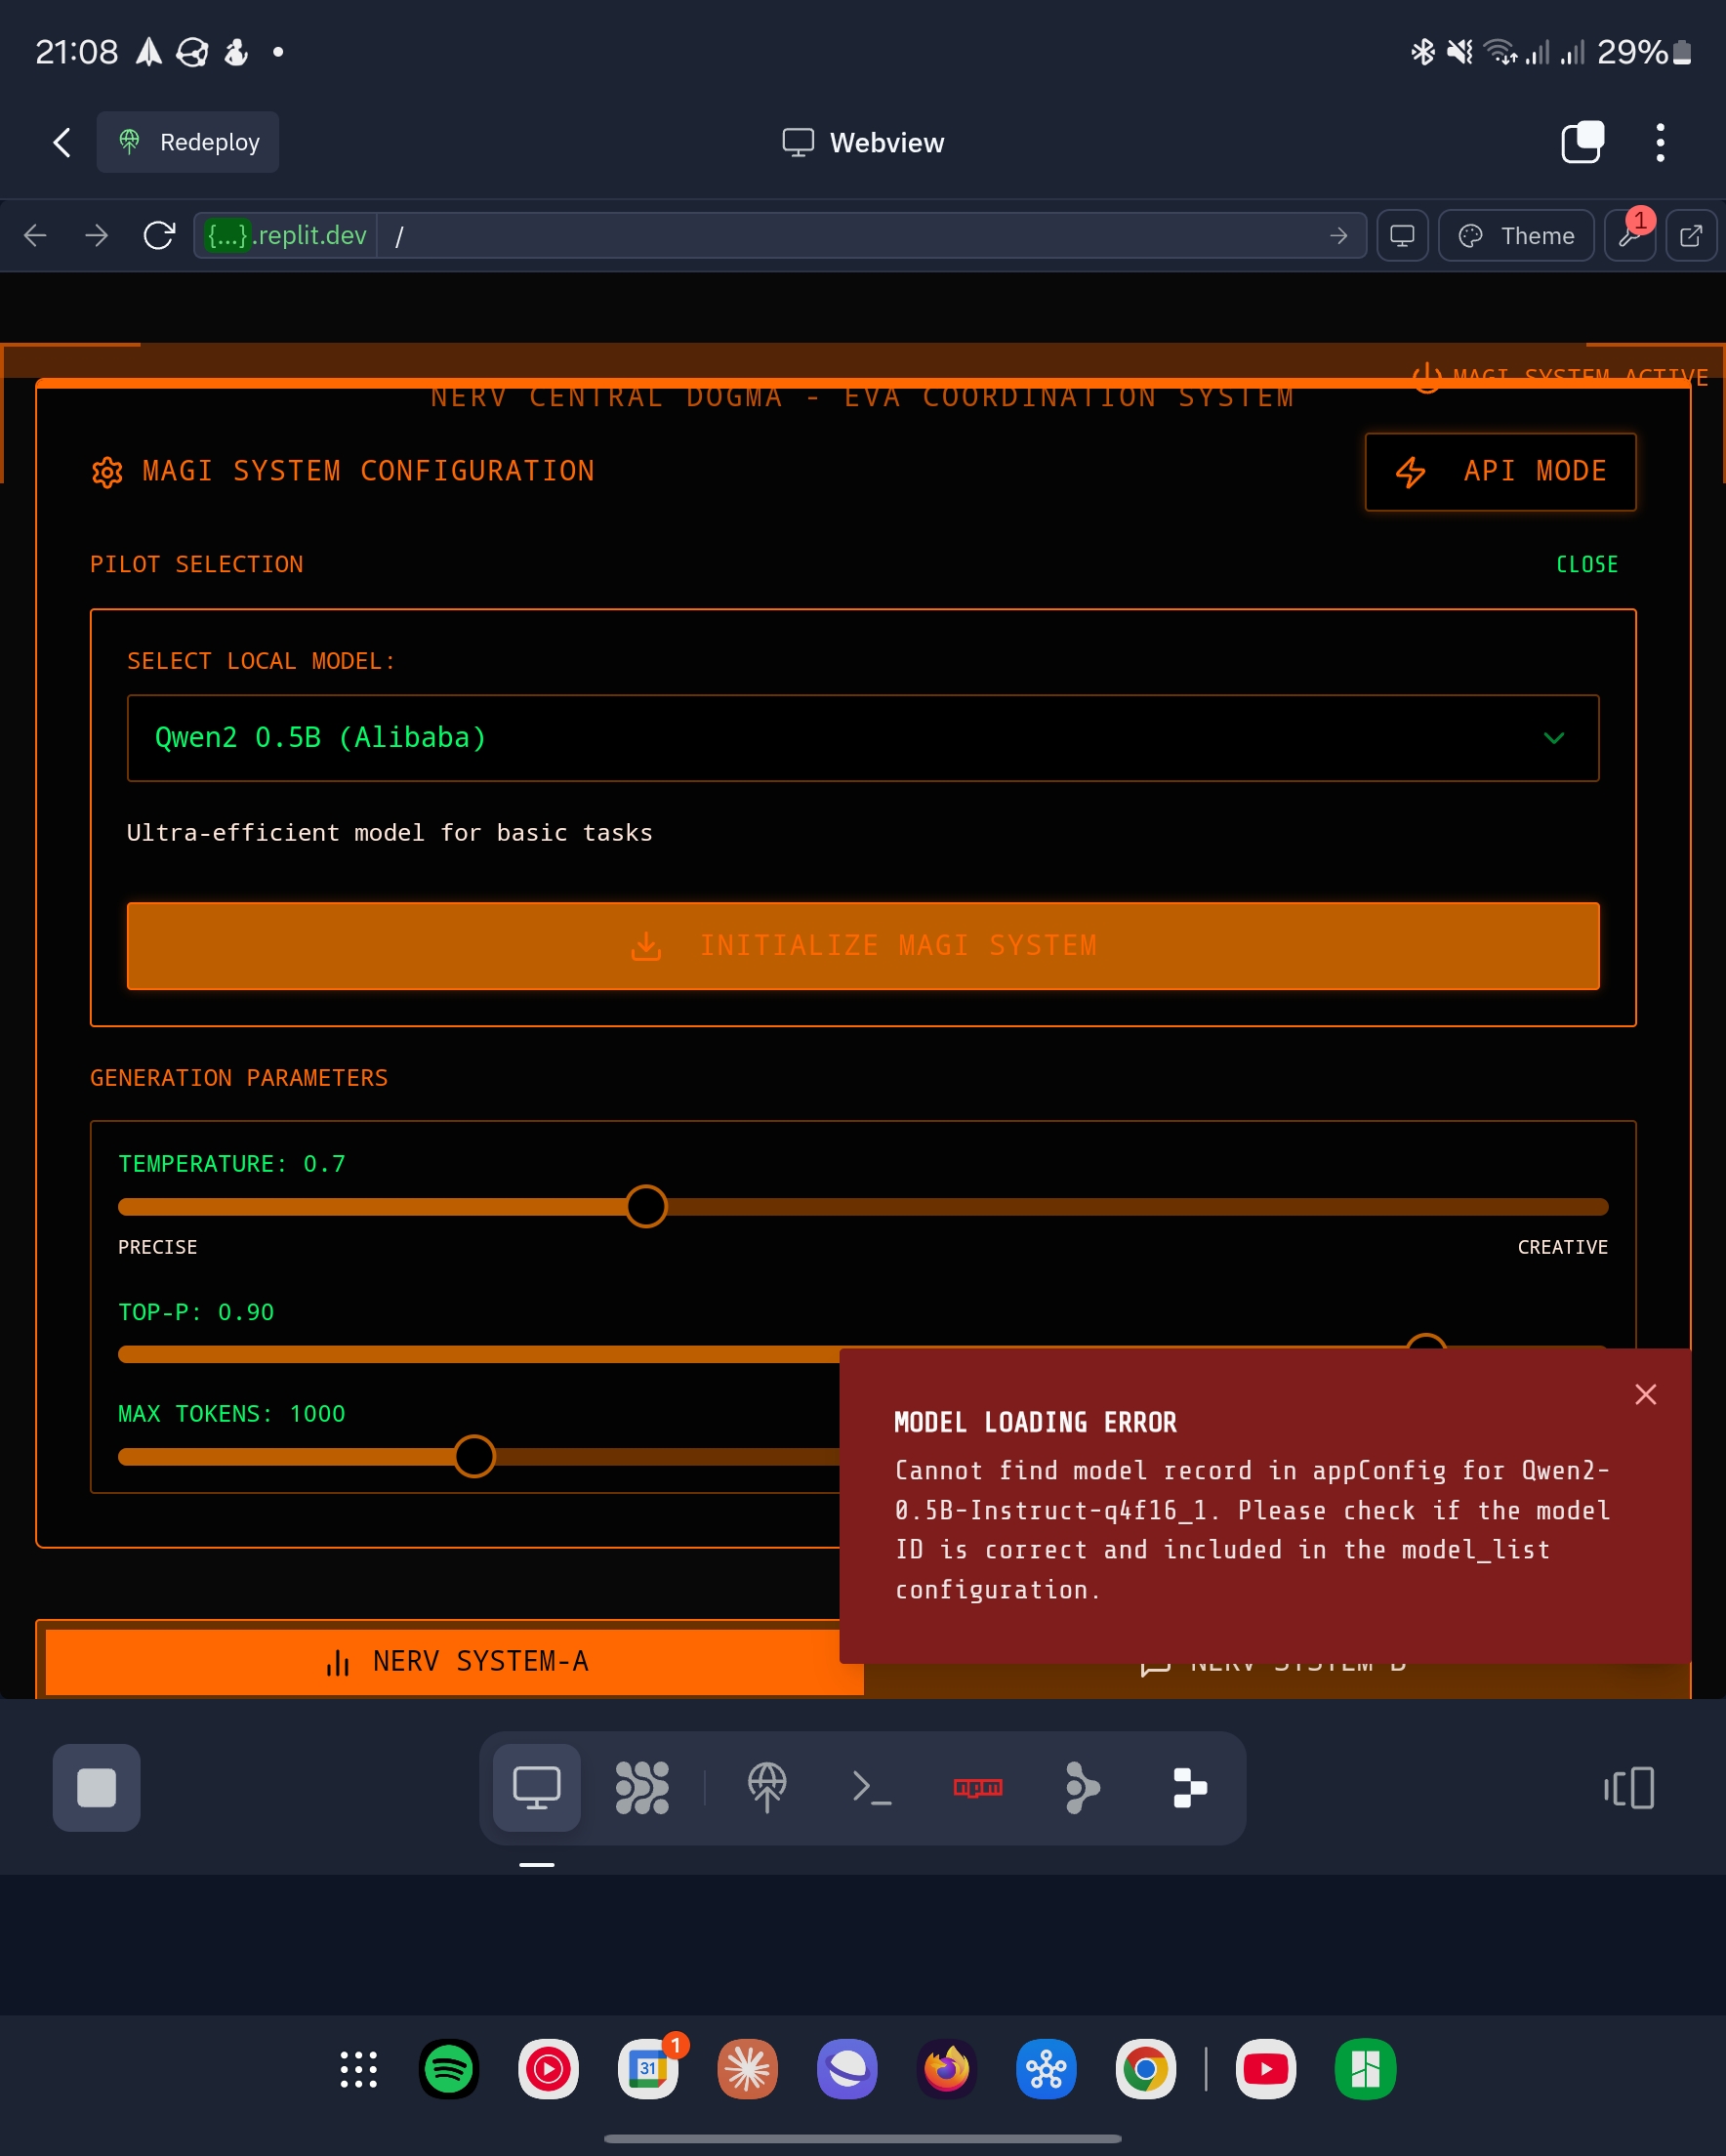 21:08
29%
Redeploy
Webview
{...}.replit.dev
/
Theme
1
MAGI SYSTEM ACTIVE
NERV CENTRAL DOGMA - EVA COORDINATION SYSTEM
MAGI SYSTEM CONFIGURATION
API MODE
PILOT SELECTION
CLOSE
SELECT LOCAL MODEL:
Qwen2 0.5B (Alibaba)
Ultra-efficient model for basic tasks
INITIALIZE MAGI SYSTEM
GENERATION PARAMETERS
TEMPERATURE: 0.7
PRECISE
CREATIVE
TOP-P: 0.90
MAX TOKENS: 1000
MODEL LOADING ERROR
Cannot find model record in appConfig for Qwen2-
0.5B-Instruct-q4f16_1. Please check if the model
ID is correct and included in the model_list
configuration.
NERV SYSTEM-A
NERV SYSTEM-B
npm
31
1